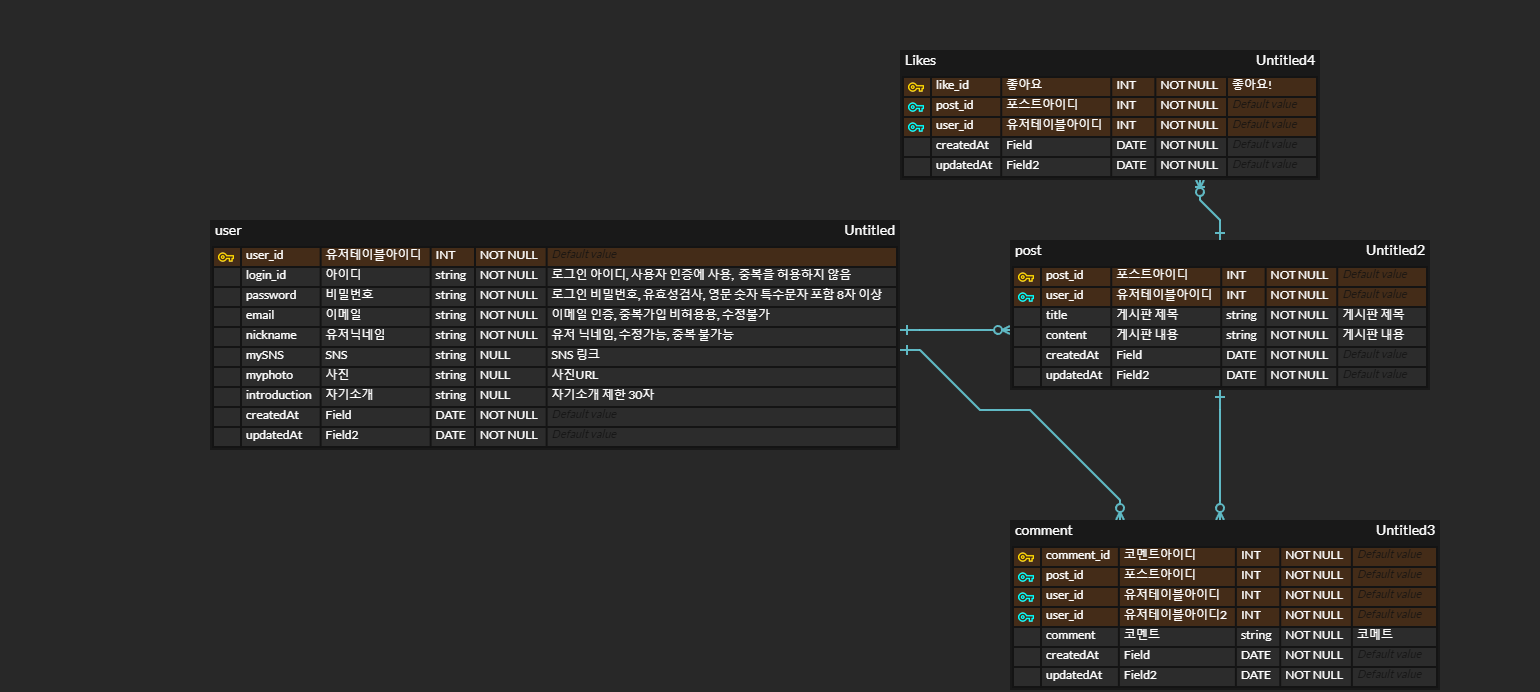 Likes Untitled4
like_id 좋아요 INT NOT NULL 좋아요!
post_id 포스트아이디 INT NOT NULL Default value
user_id 유저테이블아이디 INT NOT NULL Default value
createdAt Field DATE NOT NULL Default value
updatedAt Field2 DATE NOT NULL Default value
user Untitled
user_id 유저테이블아이디 INT NOT NULL Default value
login_id 아이디 string NOT NULL 로그인 아이디, 사용자 인증에 사용, 중복을 허용하지 않음
password 비밀번호 string NOT NULL 로그인 비밀번호, 유효성검사, 영문 숫자 특수문자 포함 8자 이상
email 이메일 string NOT NULL 이메일 인증, 중복가입 비허용용, 수정불가
nickname 유저닉네임 string NOT NULL 유저 닉네임, 수정가능, 중복 불가능
mySNS SNS string NULL SNS 링크
myphoto 사진 string NULL 사진URL
introduction 자기소개 string NULL 자기소개 제한 30자
createdAt Field DATE NOT NULL Default value
updatedAt Field2 DATE NOT NULL Default value
post Untitled2
post_id 포스트아이디 INT NOT NULL Default value
user_id 유저테이블아이디 INT NOT NULL Default value
title 게시판 제목 string NOT NULL 게시판 제목
content 게시판 내용 string NOT NULL 게시판 내용
createdAt Field DATE NOT NULL Default value
updatedAt Field2 DATE NOT NULL Default value
comment Untitled3
comment_id 코멘트아이디 INT NOT NULL Default value
post_id 포스트아이디 INT NOT NULL Default value
user_id 유저테이블아이디 INT NOT NULL Default value
user_id 유저테이블아이디2 INT NOT NULL Default value
comment 코멘트 string NOT NULL 코메트
createdAt Field DATE NOT NULL Default value
updatedAt Field2 DATE NOT NULL Default value